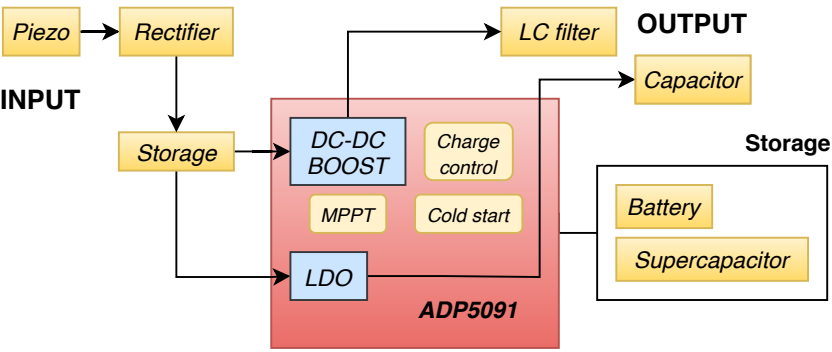 Piezo
Rectifier
LC filter
OUTPUT
Capacitor
INPUT
Storage
DC-DC
BOOST
Charge
control
MPPT
Cold start
LDO
ADP5091
Storage
Battery
Supercapacitor